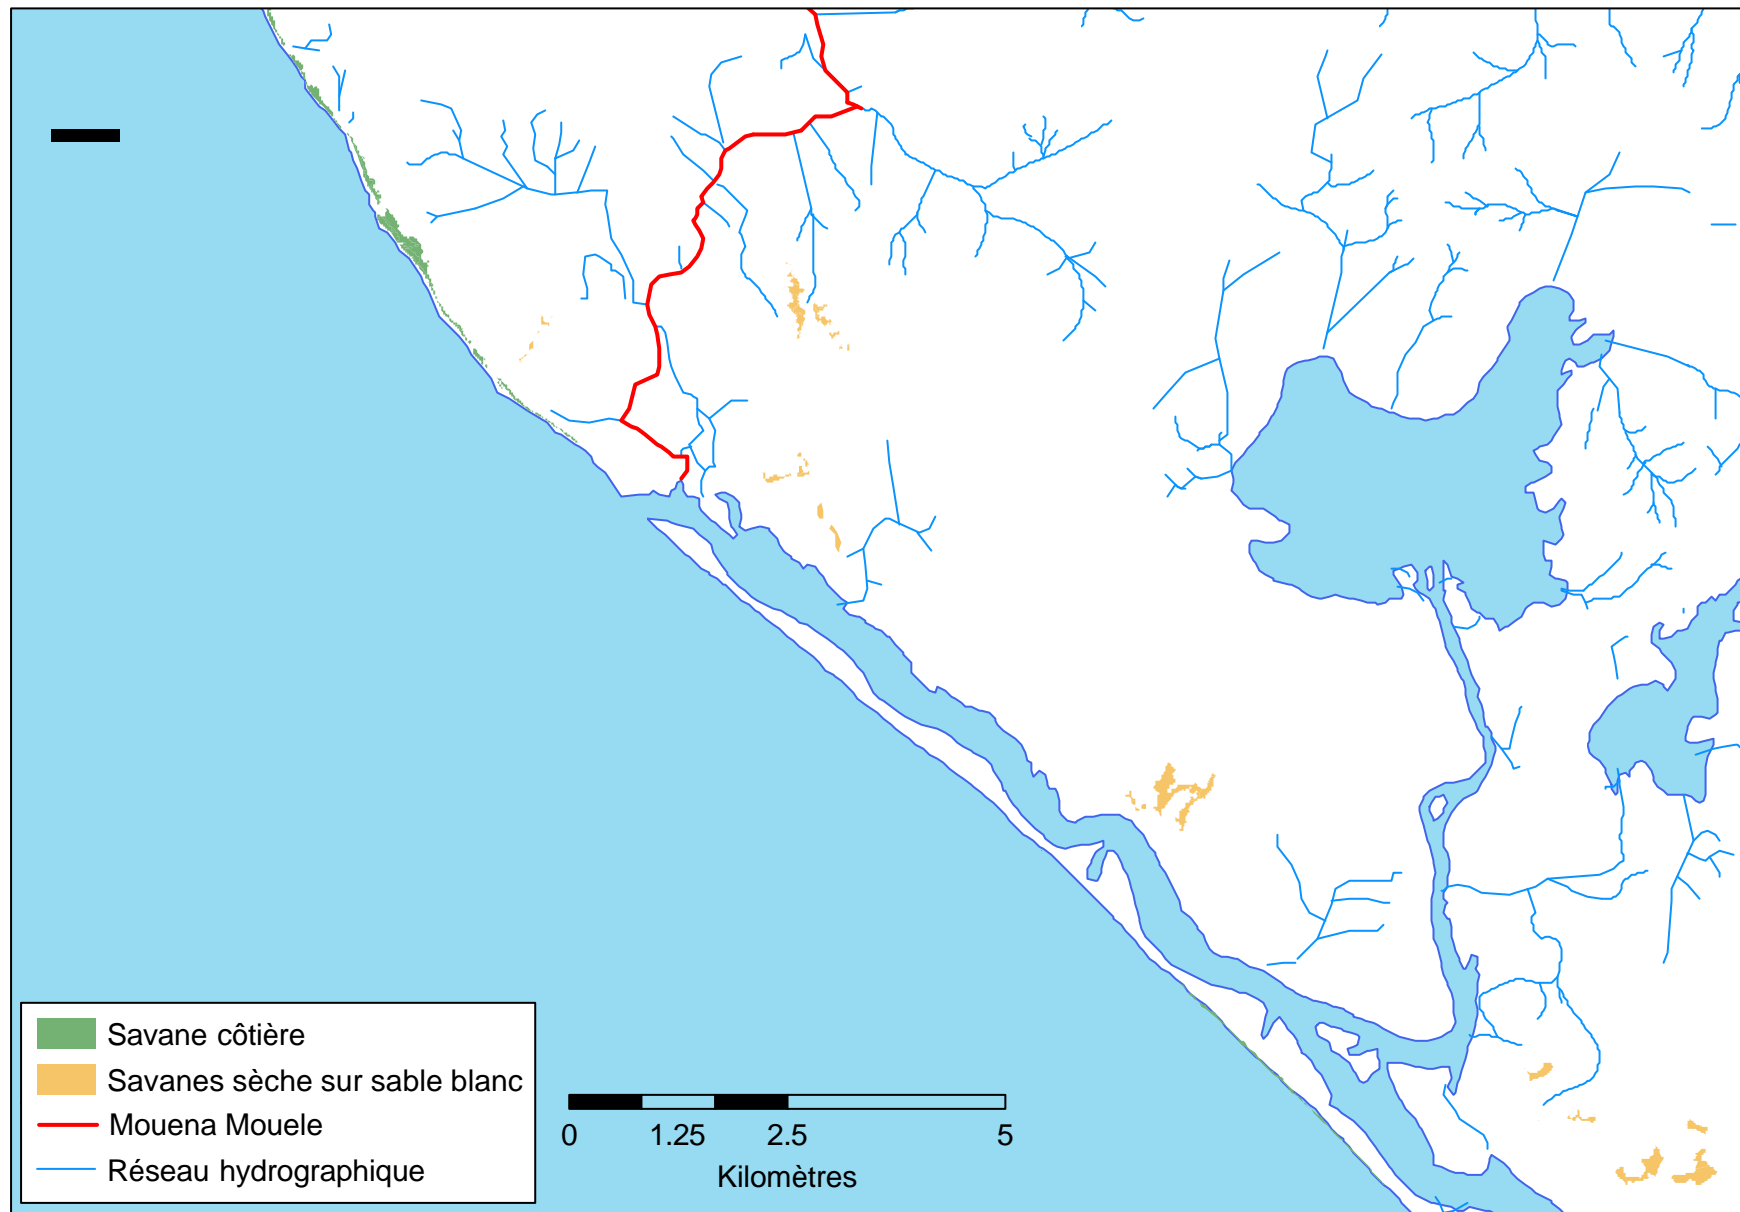 Savane côtière
Savanes sèche sur sable blanc
Mouena Mouele
Réseau hydrographique
0 1.25 2.5 5
Kilomètres